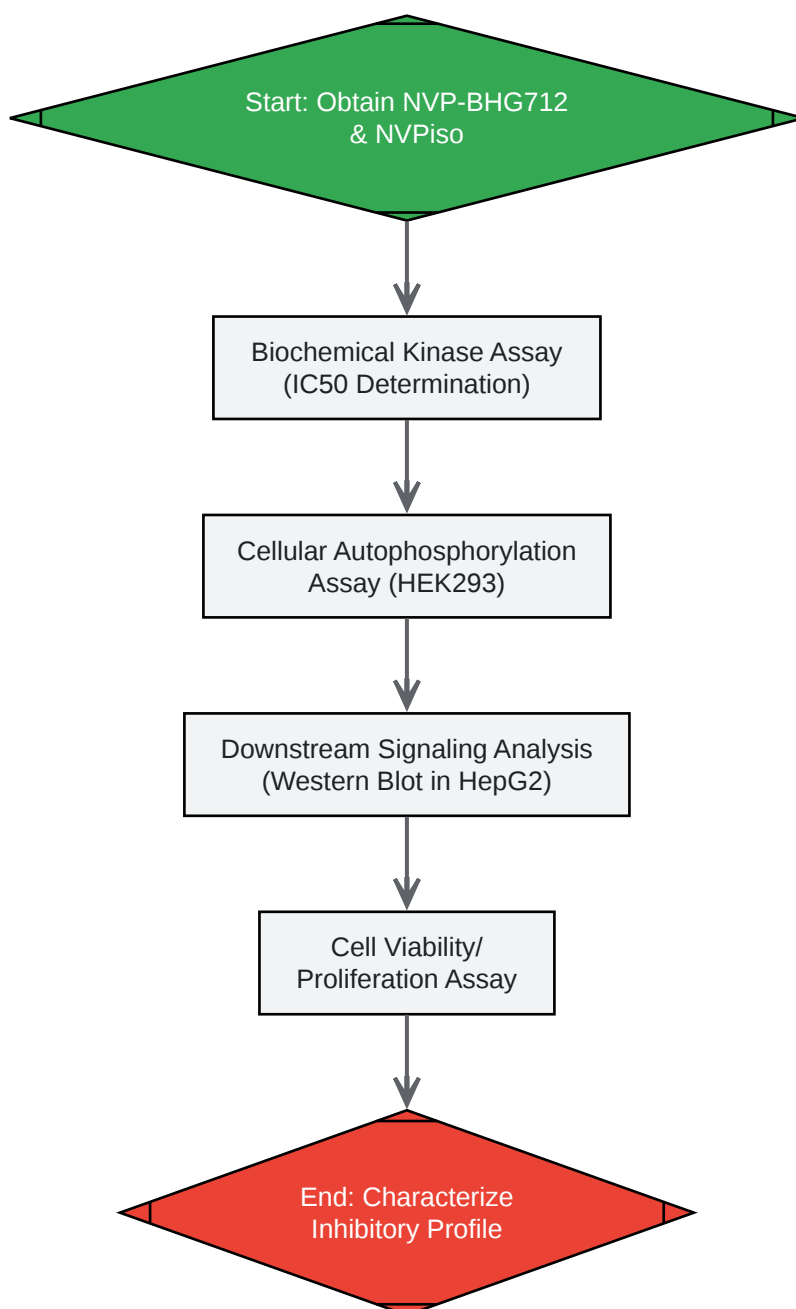 Start: Obtain NVP-BHG712
& NVPiso
Biochemical Kinase Assay
(IC50 Determination)
Cellular Autophosphorylation
Assay (HEK293)
Downstream Signaling Analysis
(Western Blot in HepG2)
Cell Viability/
Proliferation Assay
End: Characterize
Inhibitory Profile